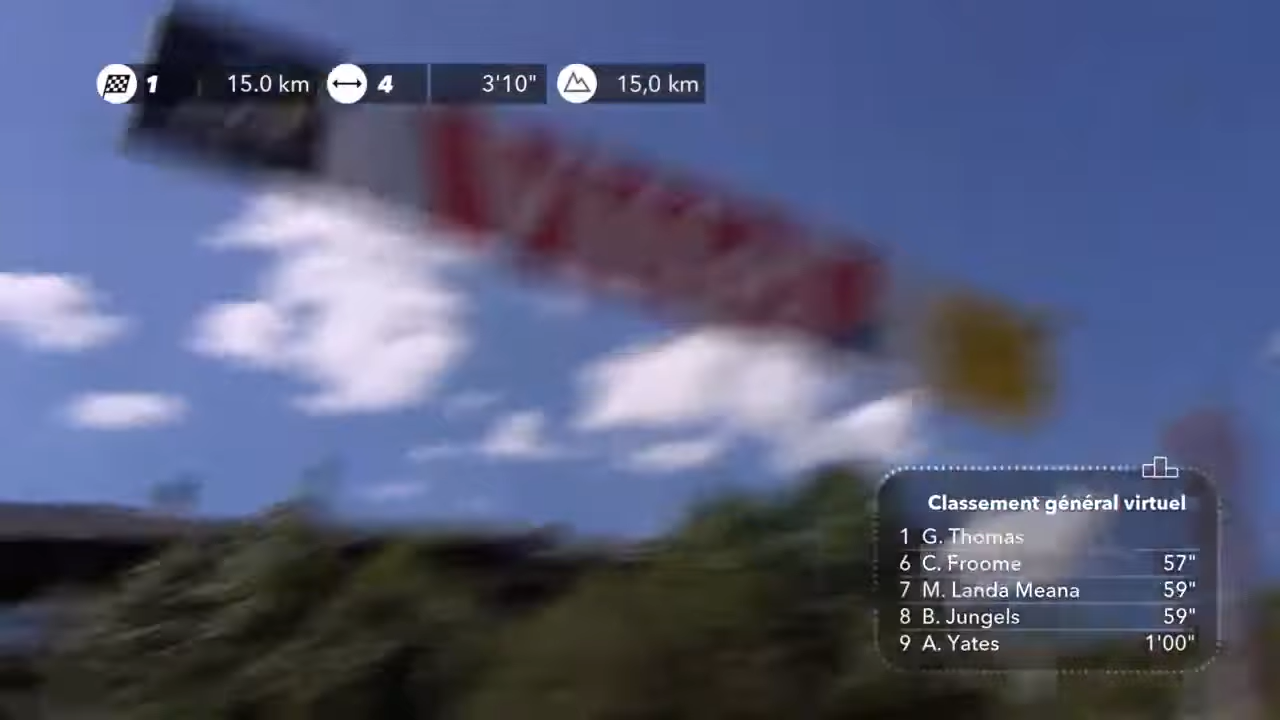 1 15.0 km 4 3'10" 15,0 km
Classement général virtuel
1 G. Thomas
6 C. Froome 57"
7 M. Landa Meana 59"
8 B. Jungels 59"
9 A. Yates 1'00"